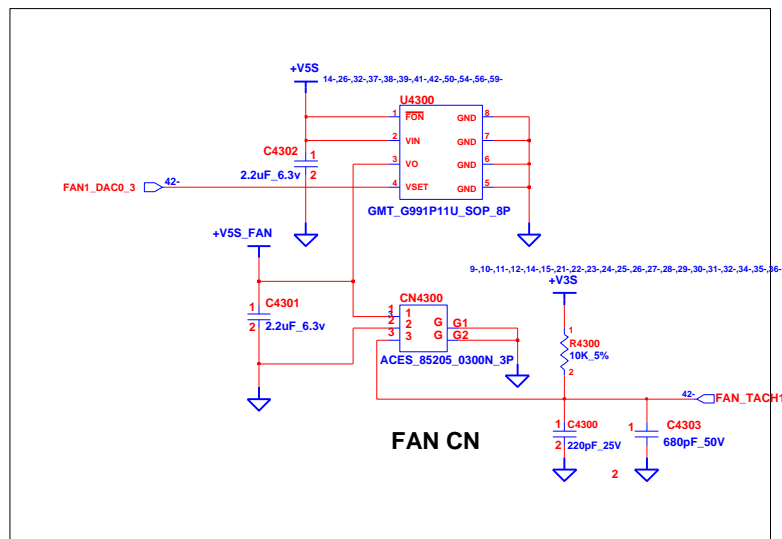 +V5S
14-,26-,32-,37-,38-,39-,41-,42-,50-,54-,56-,59-
U4300
1 FON GND 8
2 VIN GND 7
3 VO GND 6
4 VSET GND 5
GMT_G991P11U_SOP_8P
C4302
1
2.2uF_6.3v
2
FAN1_DAC0_3 42-
+V5S_FAN
9-,10-,11-,12-,14-,15-,21-,22-,23-,24-,25-,26-,27-,28-,29-,30-,31-,32-,34-,35-,36-
+V3S
C4301
1
2.2uF_6.3v
2
CN4300
1 1
2 2 G G1
3 3 G G2
ACES_85205_0300N_3P
1
R4300
10K_5%
2
42- FAN_TACH1
FAN CN
1 C4300
2 220pF_25V
1 C4303
680pF_50V
2